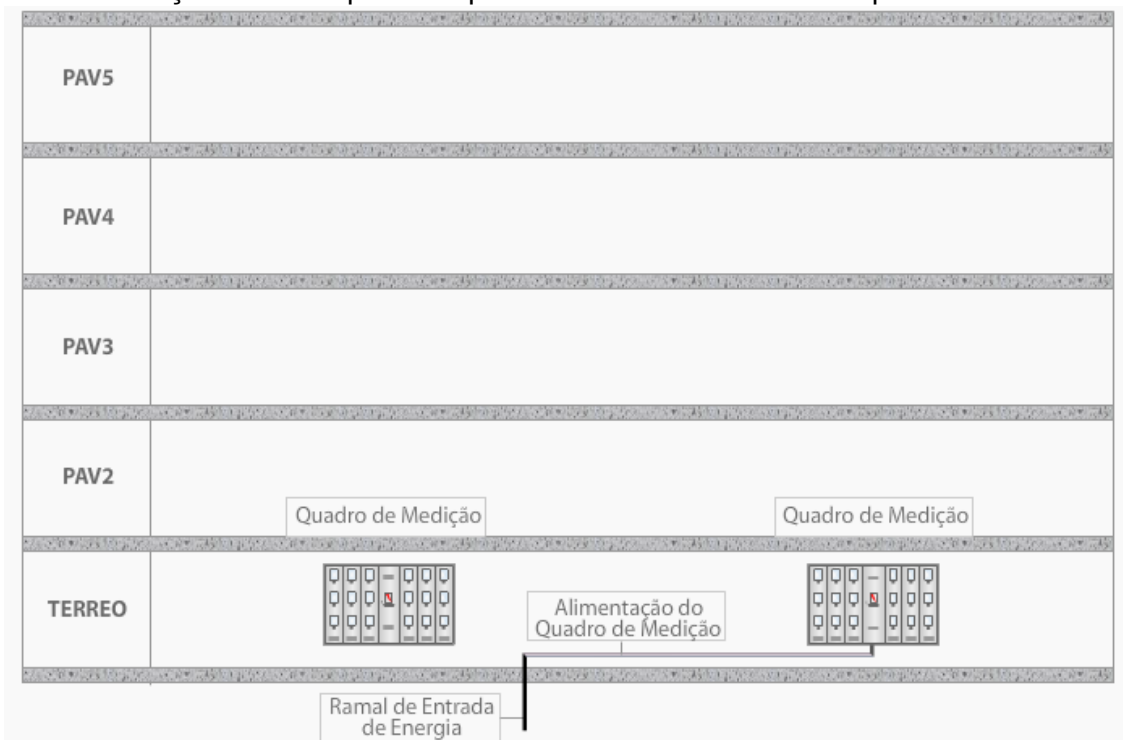 PAV5
PAV4
PAV3
PAV2
Quadro de Medição
Quadro de Medição
TERREO
Alimentação do
Quadro de Medição
Ramal de Entrada
de Energia